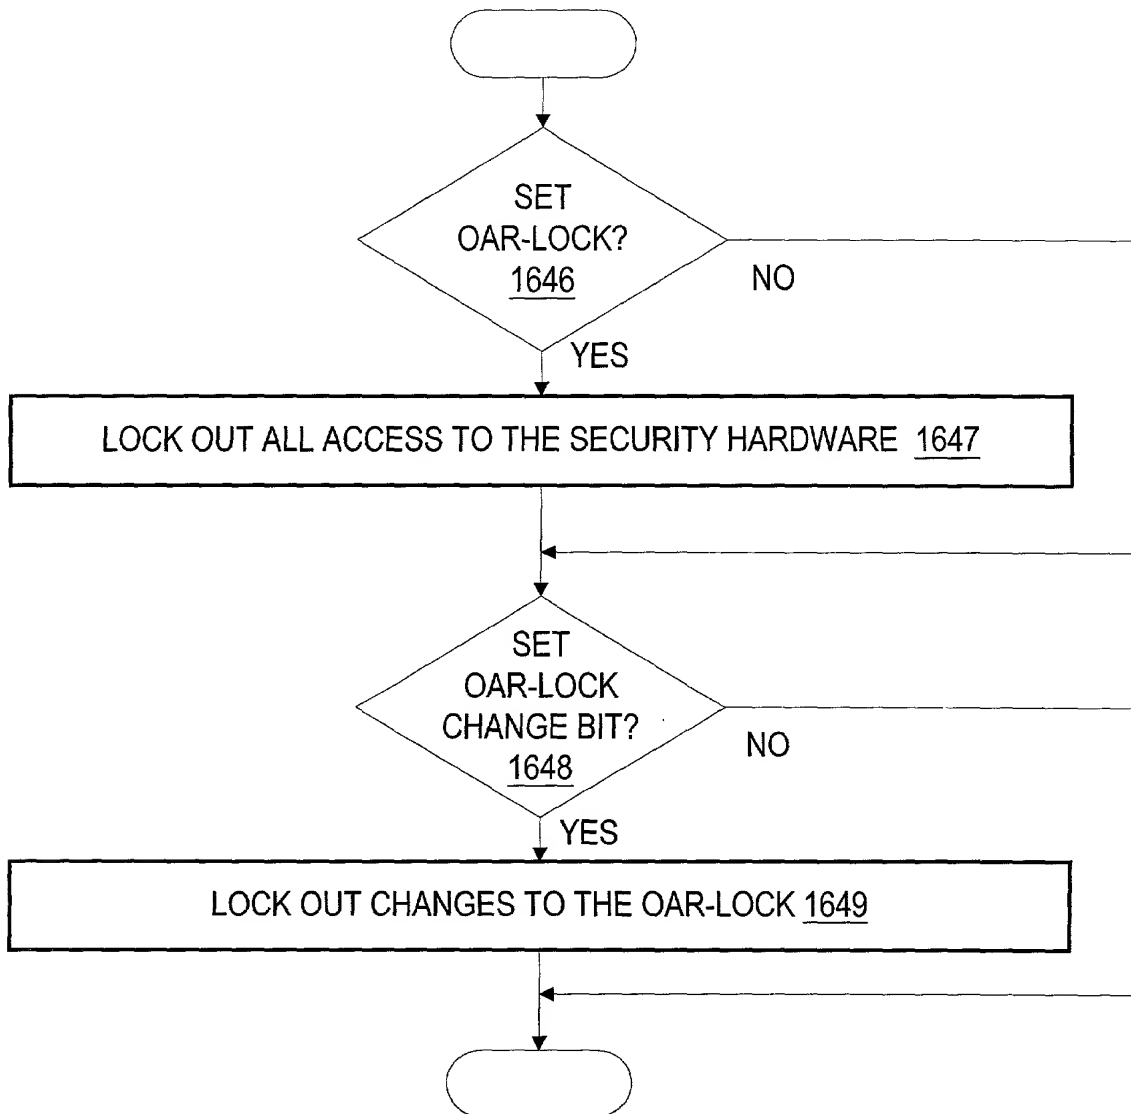 SET
OAR-LOCK?
1646
NO
YES
LOCK OUT ALL ACCESS TO THE SECURITY HARDWARE 1647
SET
OAR-LOCK
CHANGE BIT?
1648
NO
YES
LOCK OUT CHANGES TO THE OAR-LOCK 1649